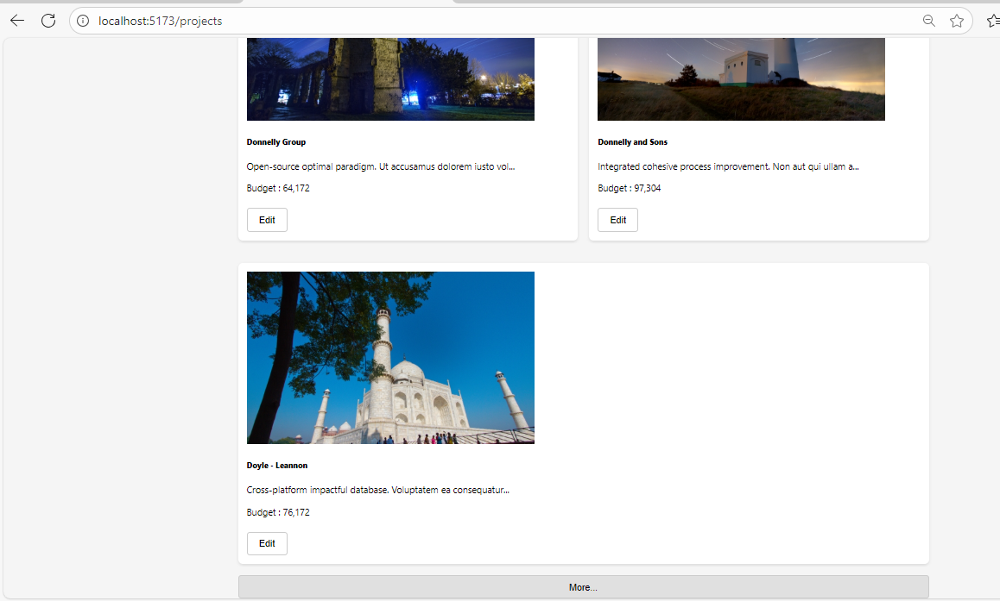 localhost:5173/projects
Donnelly Group
Open-source optimal paradigm. Ut accusamus dolorem iusto vol...
Budget : 64,172
Edit
Donnelly and Sons
Integrated cohesive process improvement. Non aut qui ullam a...
Budget : 97,304
Edit
Doyle - Leannon
Cross-platform impactful database. Voluptatem ea consequatur...
Budget : 76,172
Edit
More...